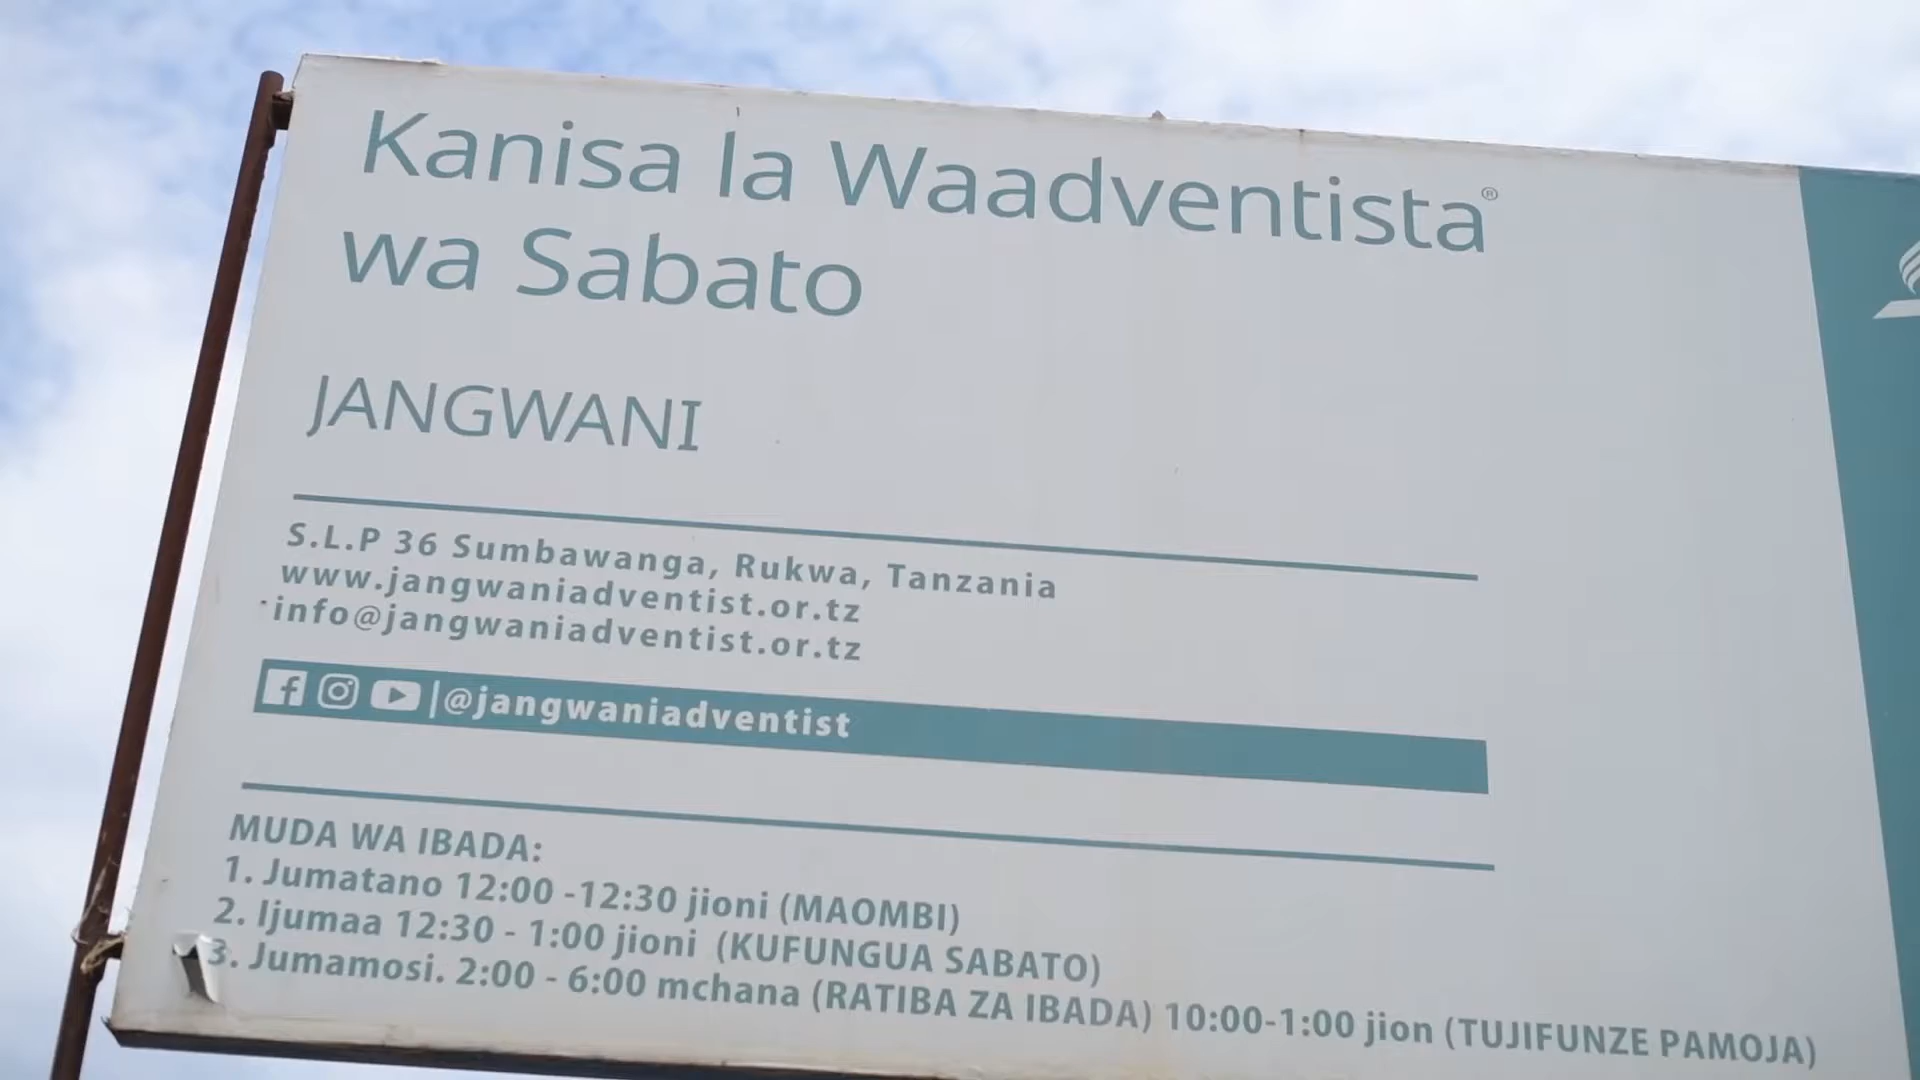 Kanisa la Waadventista®
wa Sabato
JANGWANI
S.L.P 36 Sumbawanga, Rukwa, Tanzania
www.jangwaniadventist.or.tz
info@jangwaniadventist.or.tz
|@jangwaniadventist
MUDA WA IBADA:
1. Jumatano 12:00 -12:30 jioni (MAOMBI)
2. Ijumaa 12:30 - 1:00 jioni (KUFUNGUA SABATO)
3. Jumamosi. 2:00 - 6:00 mchana (RATIBA ZA IBADA) 10:00-1:00 jion (TUJIFUNZE PAMOJA)